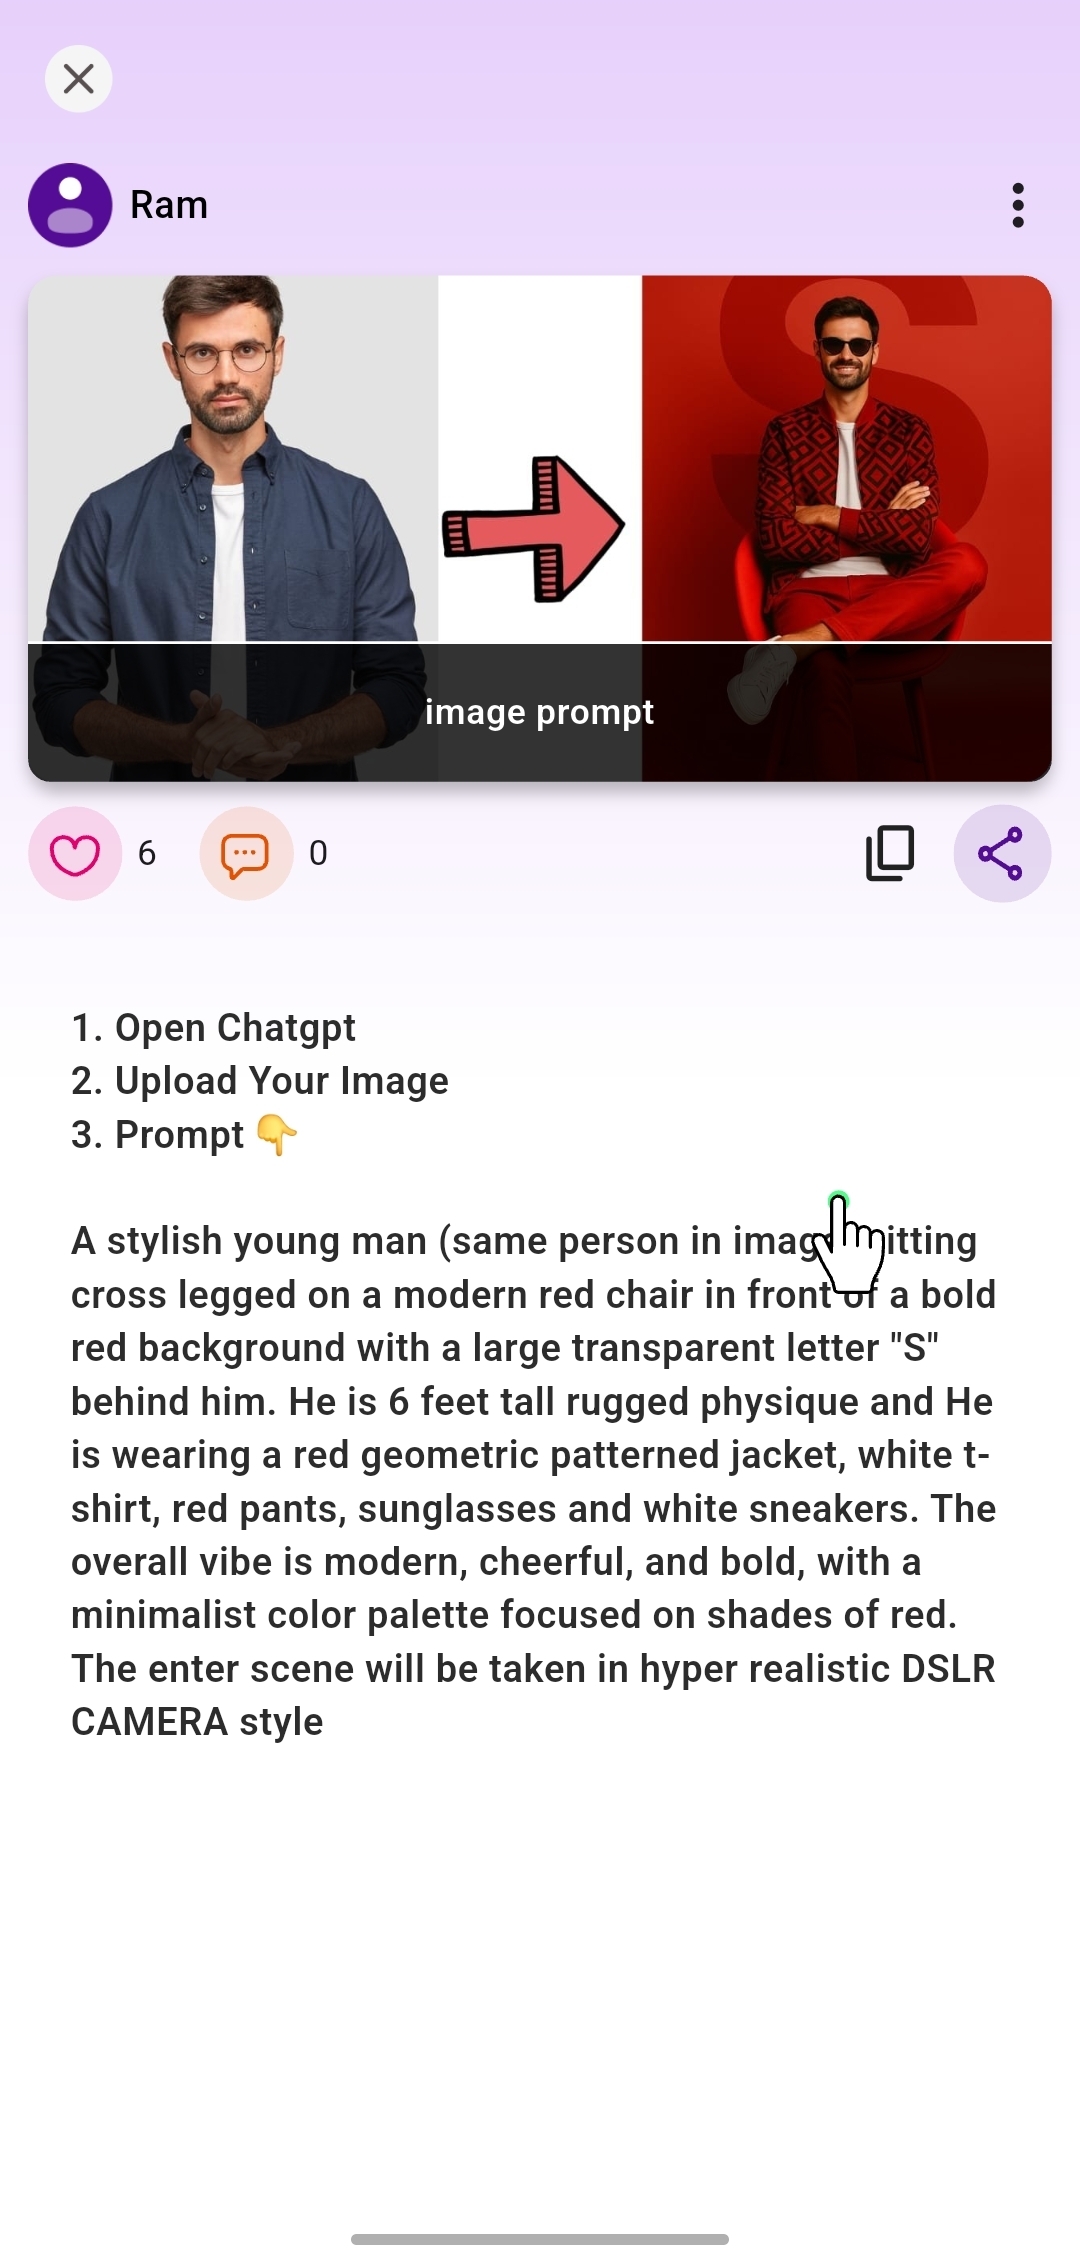 Ram
image prompt
6
0
1. Open Chatgpt
2. Upload Your Image
3. Prompt 👇
A stylish young man (same person in imag itting
cross legged on a modern red chair in front of a bold
red background with a large transparent letter "S"
behind him. He is 6 feet tall rugged physique and He
is wearing a red geometric patterned jacket, white t-
shirt, red pants, sunglasses and white sneakers. The
overall vibe is modern, cheerful, and bold, with a
minimalist color palette focused on shades of red.
The enter scene will be taken in hyper realistic DSLR
CAMERA style